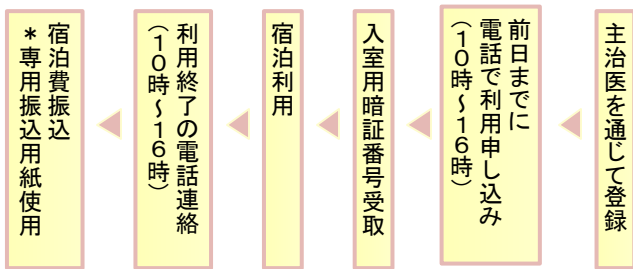 主治医を通じて登録
前日までに
電話で利用申し込み
（10時～16時）
入室用暗証番号受取
宿泊利用
利用終了の電話連絡
（10時～16時）
宿泊費振込
＊専用振込用紙使用